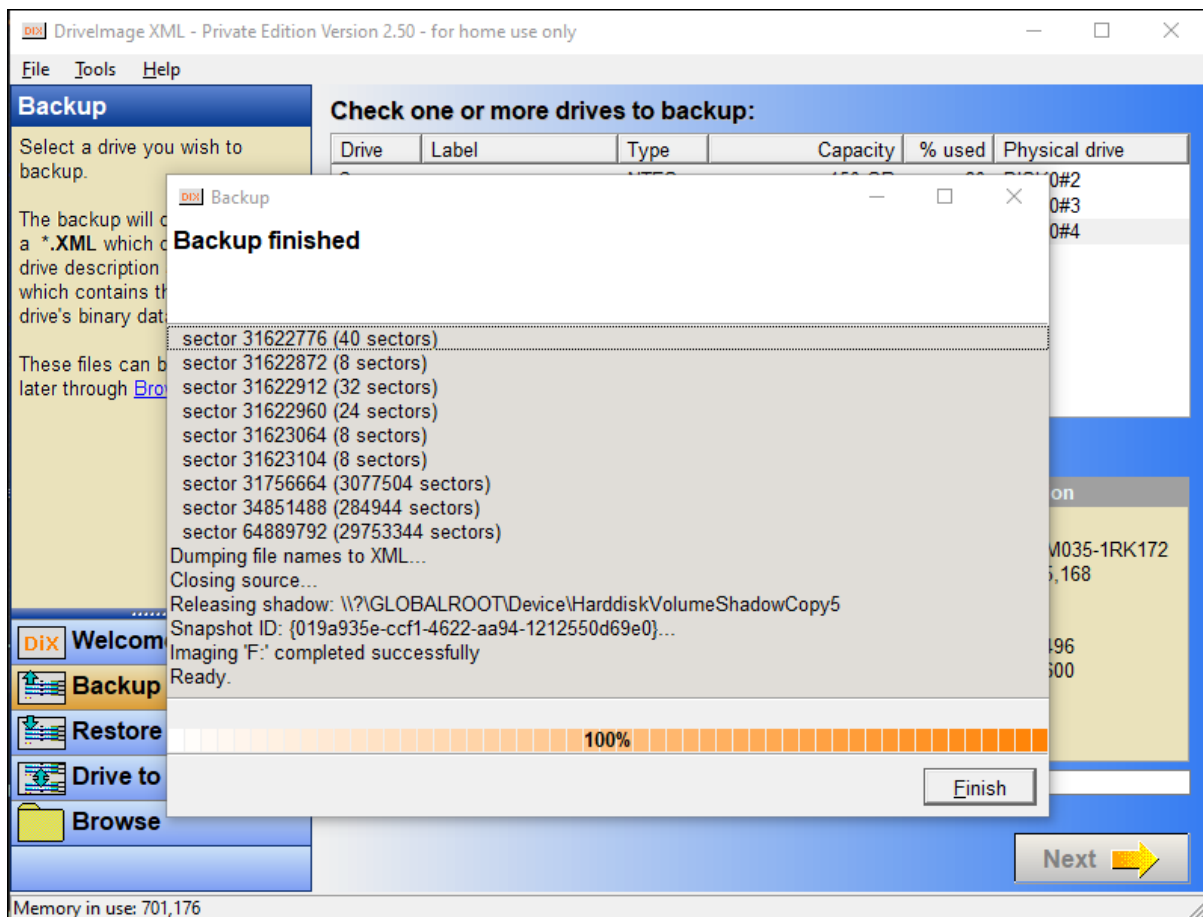 DiX DriveImage XML - Private Edition Version 2.50 - for home use only
File Tools Help
Backup
Select a drive you wish to
backup.
The backup will
a *.XML which
drive description
which contains
drive's binary
These files can
later through
DiX Welcome
Backup
Restore
Drive to
Browse
Check one or more drives to backup:
Drive Label Type Capacity % used Physical drive
0#2
0#3
0#4
on
M035-1RK172
5,168
496
600
DiX Backup
Backup finished
sector 31622776 (40 sectors)
sector 31622872 (8 sectors)
sector 31622912 (32 sectors)
sector 31622960 (24 sectors)
sector 31623064 (8 sectors)
sector 31623104 (8 sectors)
sector 31756664 (3077504 sectors)
sector 34851488 (284944 sectors)
sector 64889792 (29753344 sectors)
Dumping file names to XML...
Closing source...
Releasing shadow: \\?\GLOBALROOT\Device\HarddiskVolumeShadowCopy5
Snapshot ID: {019a935e-ccf1-4622-aa94-1212550d69e0}...
Imaging 'F:' completed successfully
Ready.
100%
Finish
Next
Memory in use: 701,176